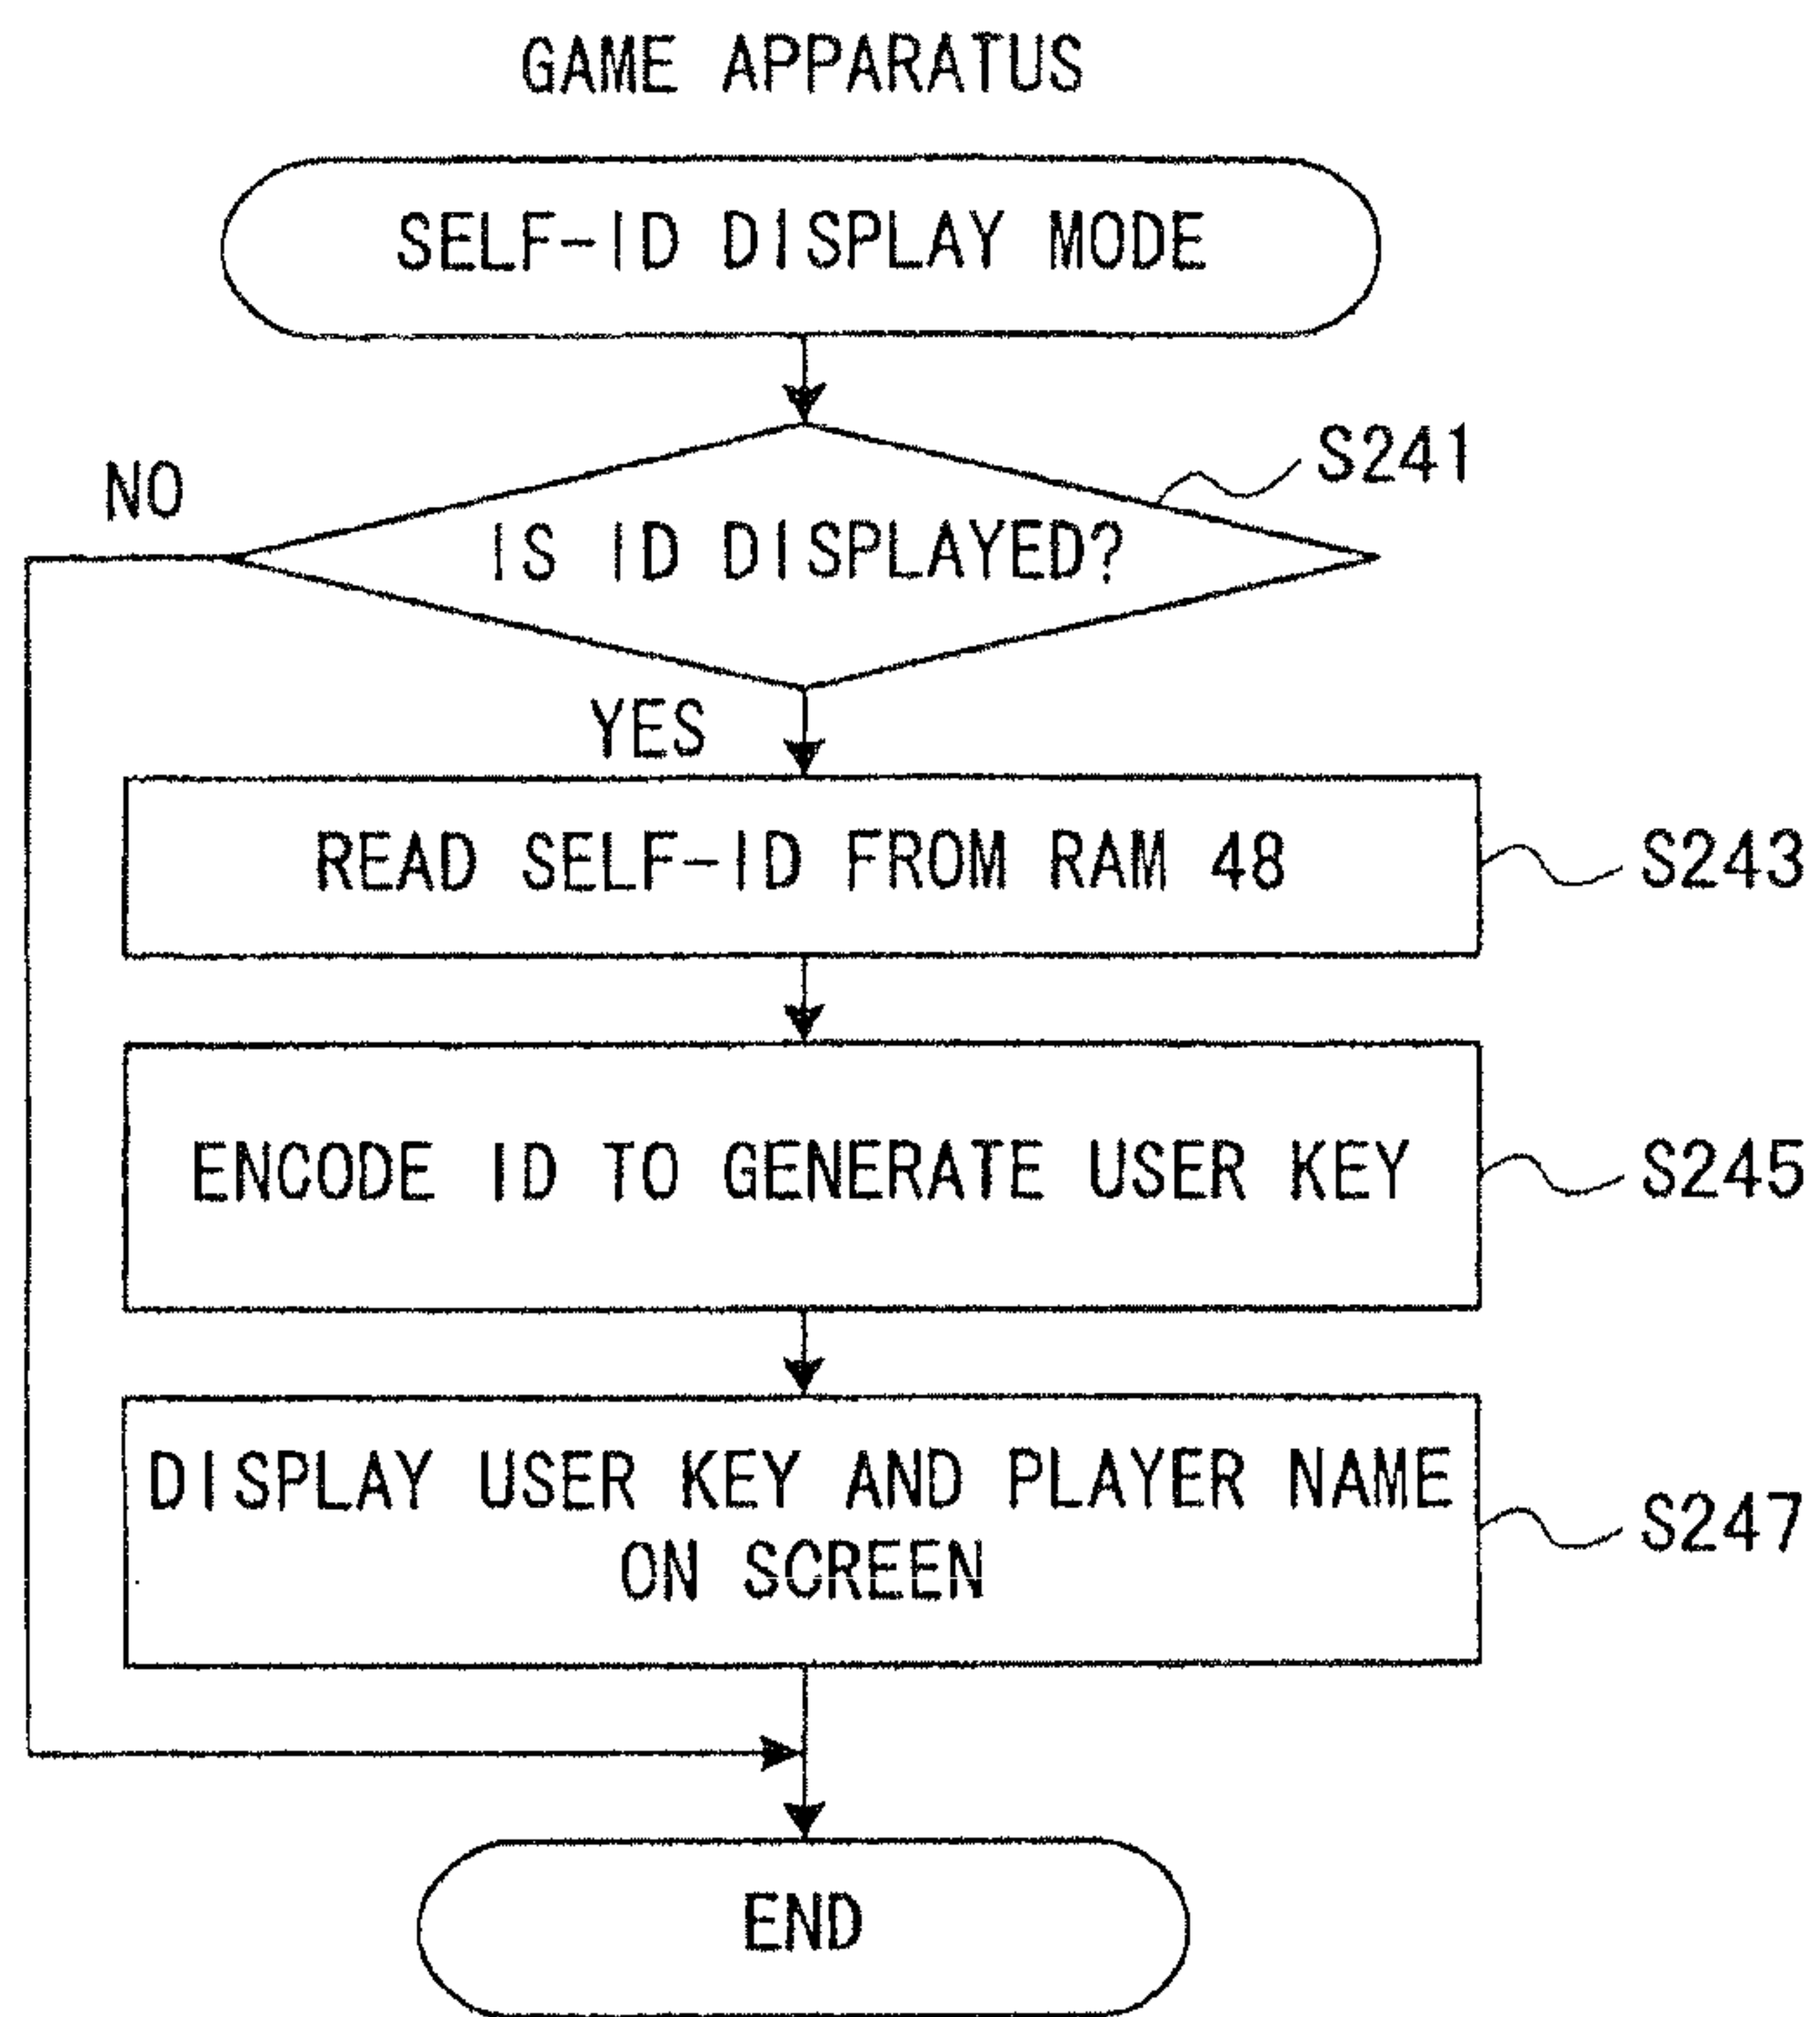 GAME APPARATUS
SELF-ID DISPLAY MODE
S241
NO
IS ID DISPLAYED?
YES
READ SELF-ID FROM RAM 48
S243
ENCODE ID TO GENERATE USER KEY
S245
DISPLAY USER KEY AND PLAYER NAME
ON SCREEN
S247
END